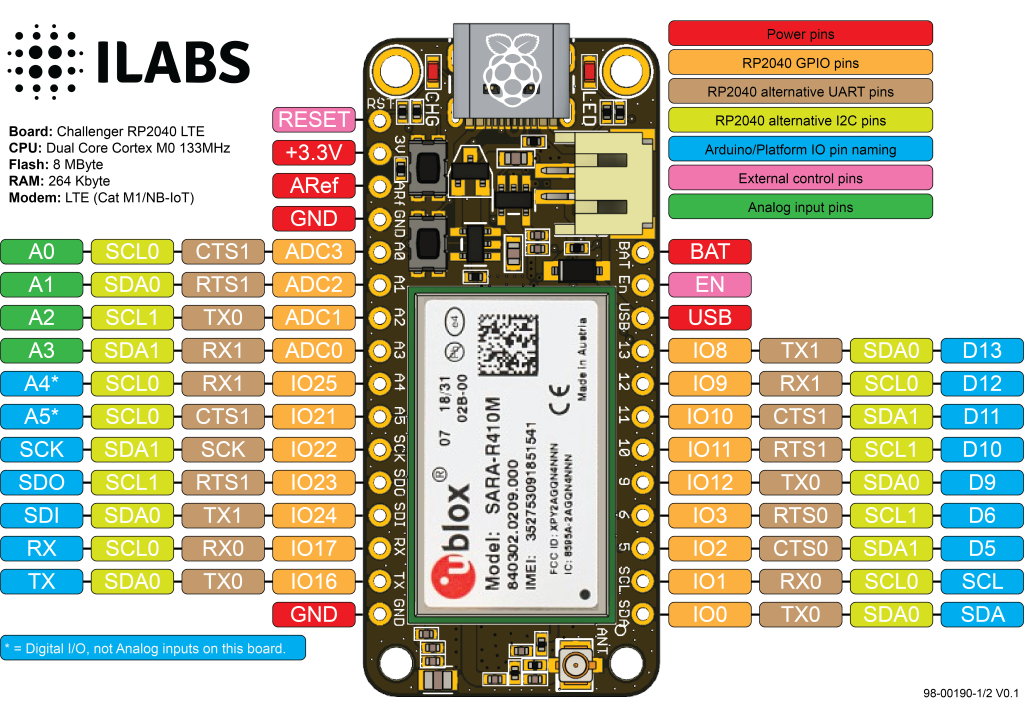 ILABS
Board: Challenger RP2040 LTE
CPU: Dual Core Cortex M0 133MHz
Flash: 8 MByte
RAM: 264 Kbyte
Modem: LTE (Cat M1/NB-IoT)
Power pins
RP2040 GPIO pins
RP2040 alternative UART pins
RP2040 alternative I2C pins
Arduino/Platform IO pin naming
External control pins
Analog input pins
RESET
+3.3V
ARef
GND
A0 SCL0 CTS1 ADC3
A1 SDA0 RTS1 ADC2
A2 SCL1 TX0 ADC1
A3 SDA1 RX1 ADC0
A4* SCL0 RX1 IO25
A5* SCL0 CTS1 IO21
SCK SDA1 SCK IO22
SDO SCL1 RTS1 IO23
SDI SDA0 TX1 IO24
RX SCL0 RX0 IO17
TX SDA0 TX0 IO16
GND
* = Digital I/O, not Analog inputs on this board.
RST
3V
ARf
GND
A0
A1
A2
A3
A4
A5
SCK
SDO
SDI
RX
TX
GND
CHG
LED
BAT
En
USB
13
12
11
10
9
6
5
SCL
SDA
ANT
e4
Pb
18/31
02B-00
07
Made in Austria
CE
ublox ®
Model: SARA-R410M
840302.0209.000
IMEI: 352753091851541
FCC ID: XPY2AGQN4NNN
IC: 8595A-2AGQN4NNN
BAT
EN
USB
IO8 TX1 SDA0 D13
IO9 RX1 SCL0 D12
IO10 CTS1 SDA1 D11
IO11 RTS1 SCL1 D10
IO12 TX0 SDA0 D9
IO3 RTS0 SCL1 D6
IO2 CTS0 SDA1 D5
IO1 RX0 SCL0 SCL
IO0 TX0 SDA0 SDA
98-00190-1/2 V0.1